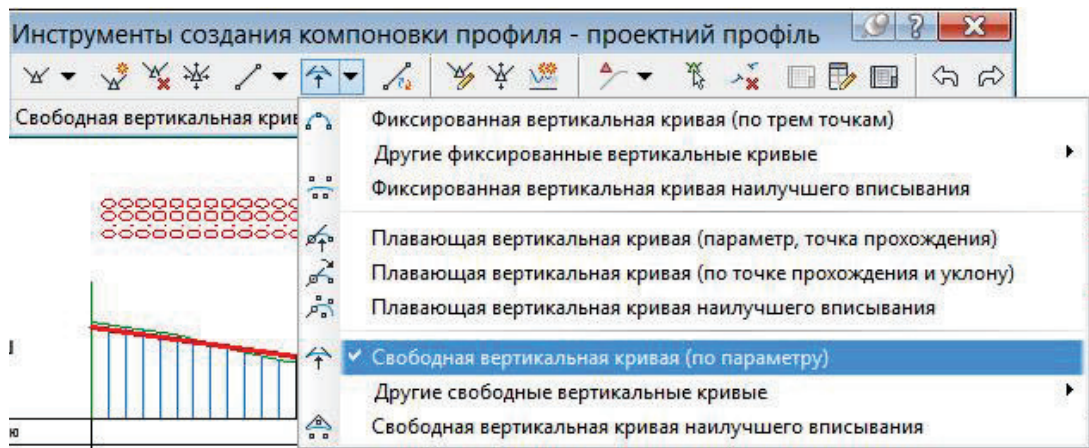 Инструменты создания компоновки профиля - проектний профіль
Свободная вертикальная крив
Фиксированная вертикальная кривая (по трем точкам)
Другие фиксированные вертикальные кривые
Фиксированная вертикальная кривая наилучшего вписывания
Плавающая вертикальная кривая (параметр, точка прохождения)
Плавающая вертикальная кривая (по точке прохождения и уклону)
Плавающая вертикальная кривая наилучшего вписывания
Свободная вертикальная кривая (по параметру)
Другие свободные вертикальные кривые
Свободная вертикальная кривая наилучшего вписывания
ю